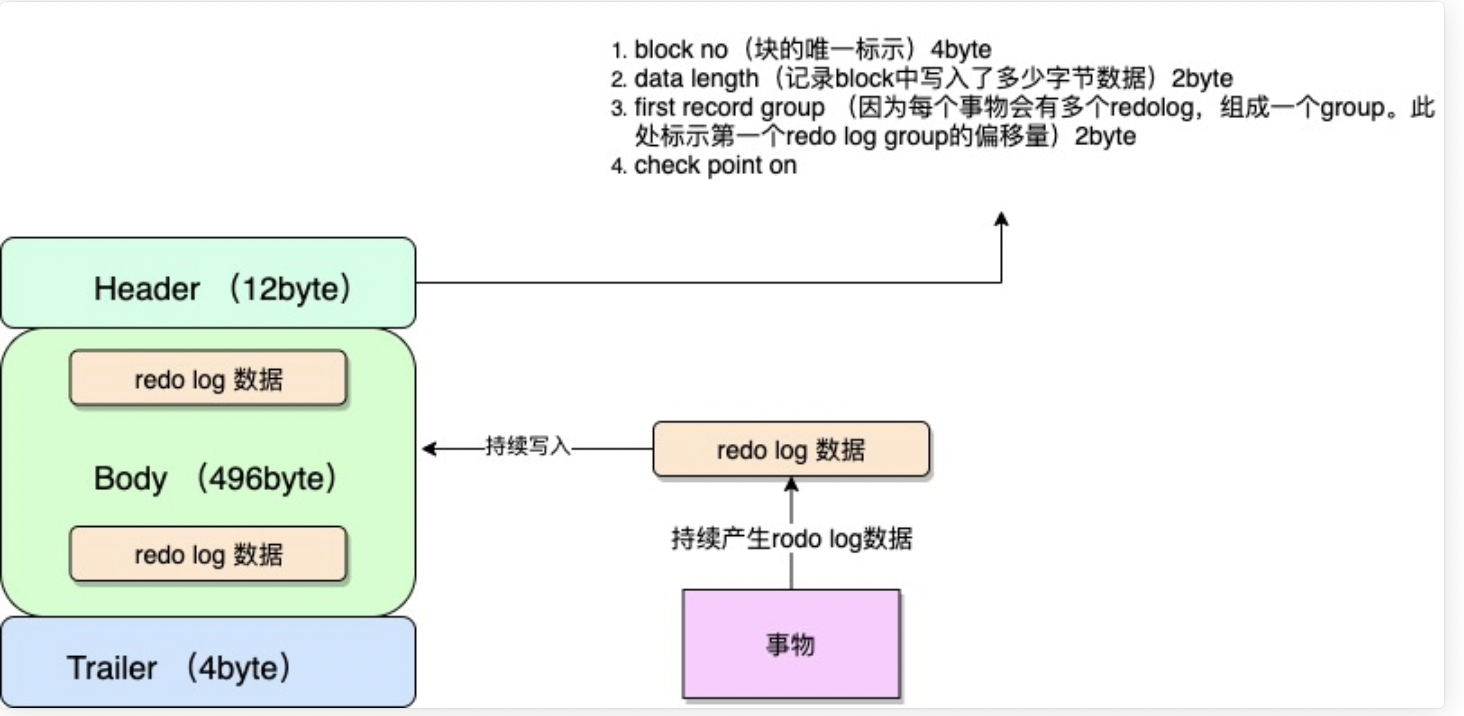 1. block no（块的唯一标示）4byte
2. data length（记录block中写入了多少字节数据）2byte
3. first record group （因为每个事物会有多个redolog，组成一个group。此
处标示第一个redo log group的偏移量）2byte
4. check point on
Header （12byte）
redo log 数据
Body （496byte）
redo log 数据
Trailer （4byte）
持续写入
redo log 数据
持续产生rodo log数据
事物